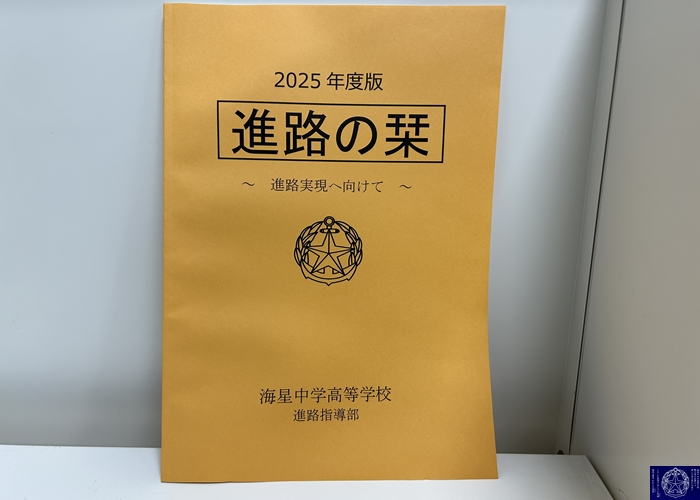 2025 年度版
進路の栞
～ 進路実現へ向けて ～
海星中学高等学校
進路指導部